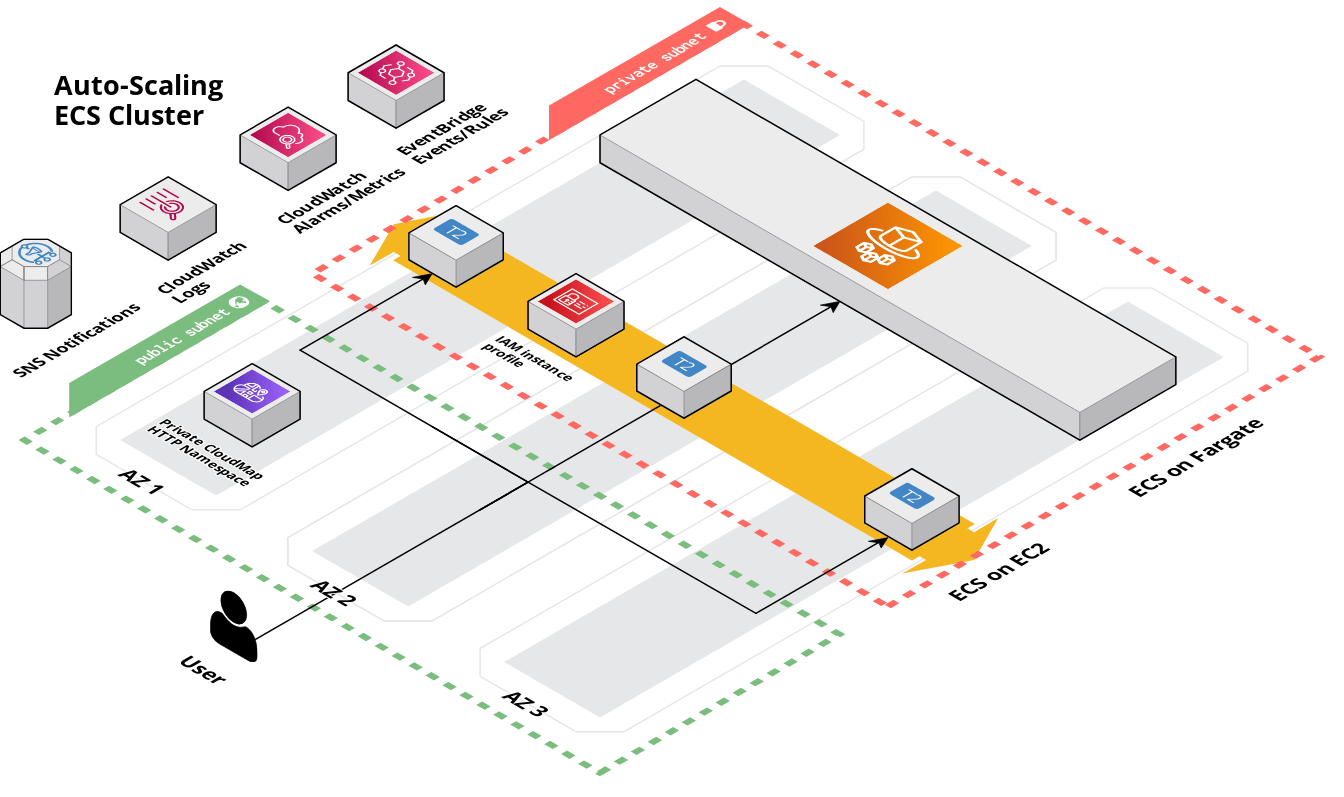 Auto-Scaling
ECS Cluster
private subnet
EventBridge
Events/Rules
CloudWatch
Alarms/Metrics
CloudWatch
Logs
SNS Notifications
public subnet
T2
IAM instance
profile
T2
T2
Private CloudMap
HTTP Namespace
AZ 1
AZ 2
AZ 3
User
ECS on Fargate
ECS on EC2